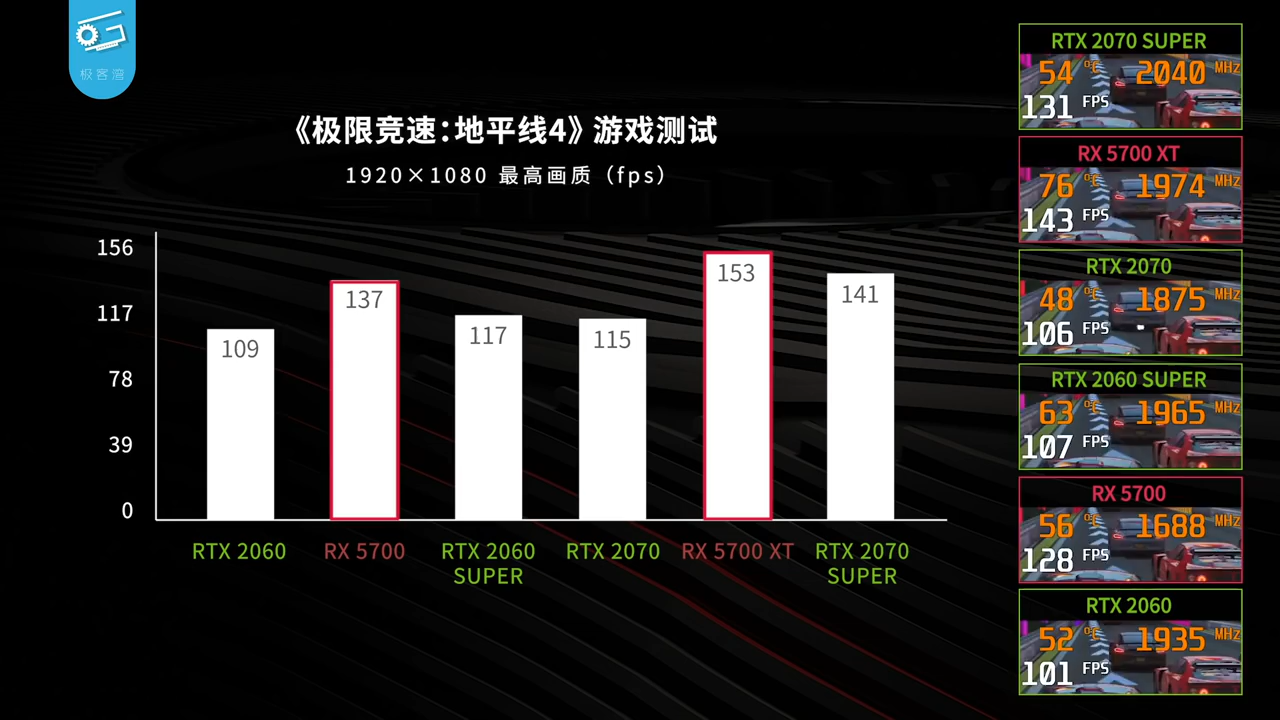 极客湾
《极限竞速:地平线4》游戏测试
1920×1080 最高画质（fps）
156
117
78
39
0
109
137
117
115
153
141
RTX 2060
RX 5700
RTX 2060
SUPER
RTX 2070
RX 5700 XT
RTX 2070
SUPER
RTX 2070 SUPER
54 °C 2040 MHz
131 FPS
RX 5700 XT
76 °C 1974 MHz
143 FPS
RTX 2070
48 °C 1875 MHz
106 FPS
RTX 2060 SUPER
63 °C 1965 MHz
107 FPS
RX 5700
56 °C 1688 MHz
128 FPS
RTX 2060
52 °C 1935 MHz
101 FPS